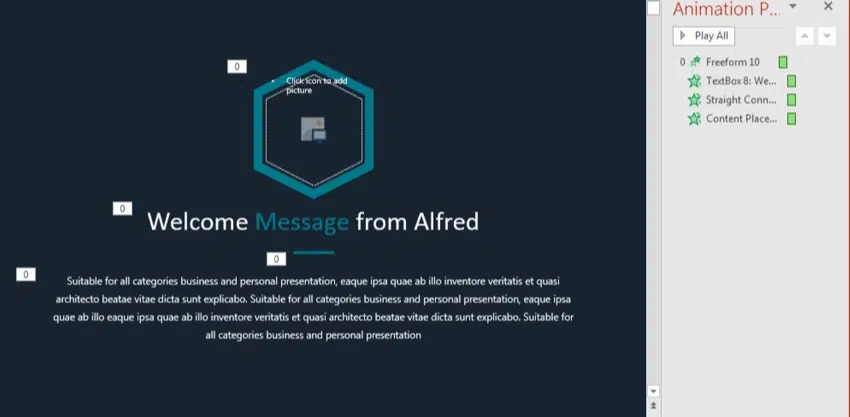 0
Click icon to add
picture
0
Welcome Message from Alfred
0
0
Suitable for all categories business and personal presentation, eaque ipsa quae ab illo inventore veritatis et quasi
architecto beatae vitae dicta sunt explicabo. Suitable for all categories business and personal presentation, eaque ipsa
quae ab illo eaque ipsa quae ab illo inventore veritatis et quasi architecto beatae vitae dicta sunt explicabo. Suitable for
all categories business and personal presentation
Animation P...
Play All
0 Freeform 10
TextBox 8: We...
Straight Conn...
Content Place...